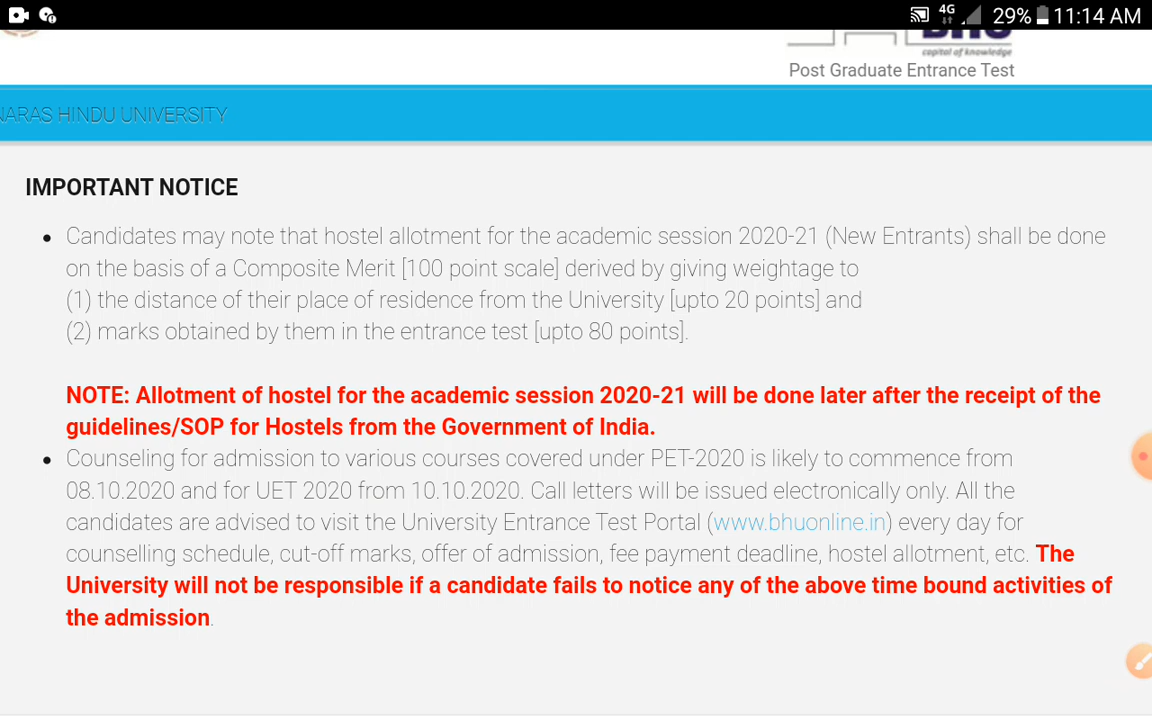 4G 29% 11:14 AM
capital of knowledge
Post Graduate Entrance Test
NARAS HINDU UNIVERSITY
IMPORTANT NOTICE
• Candidates may note that hostel allotment for the academic session 2020-21 (New Entrants) shall be done
on the basis of a Composite Merit [100 point scale] derived by giving weightage to
(1) the distance of their place of residence from the University [upto 20 points] and
(2) marks obtained by them in the entrance test [upto 80 points].
NOTE: Allotment of hostel for the academic session 2020-21 will be done later after the receipt of the
guidelines/SOP for Hostels from the Government of India.
• Counseling for admission to various courses covered under PET-2020 is likely to commence from
08.10.2020 and for UET 2020 from 10.10.2020. Call letters will be issued electronically only. All the
candidates are advised to visit the University Entrance Test Portal (www.bhuonline.in) every day for
counselling schedule, cut-off marks, offer of admission, fee payment deadline, hostel allotment, etc. The
University will not be responsible if a candidate fails to notice any of the above time bound activities of
the admission.